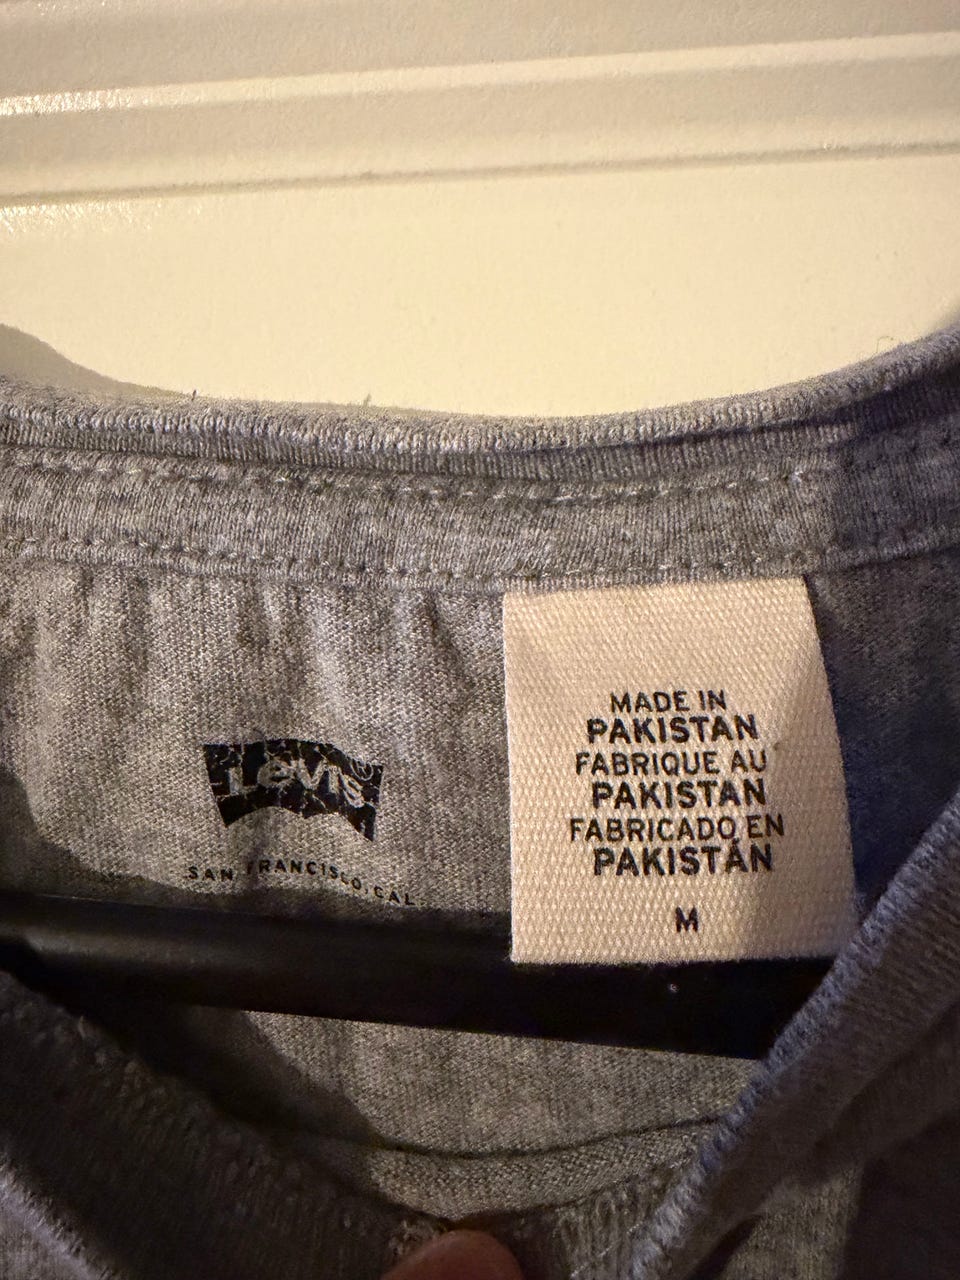 Levi's®
SAN FRANCISCO, CAL.
MADE IN
PAKISTAN
FABRIQUE AU
PAKISTAN
FABRICADO EN
PAKISTÁN
M